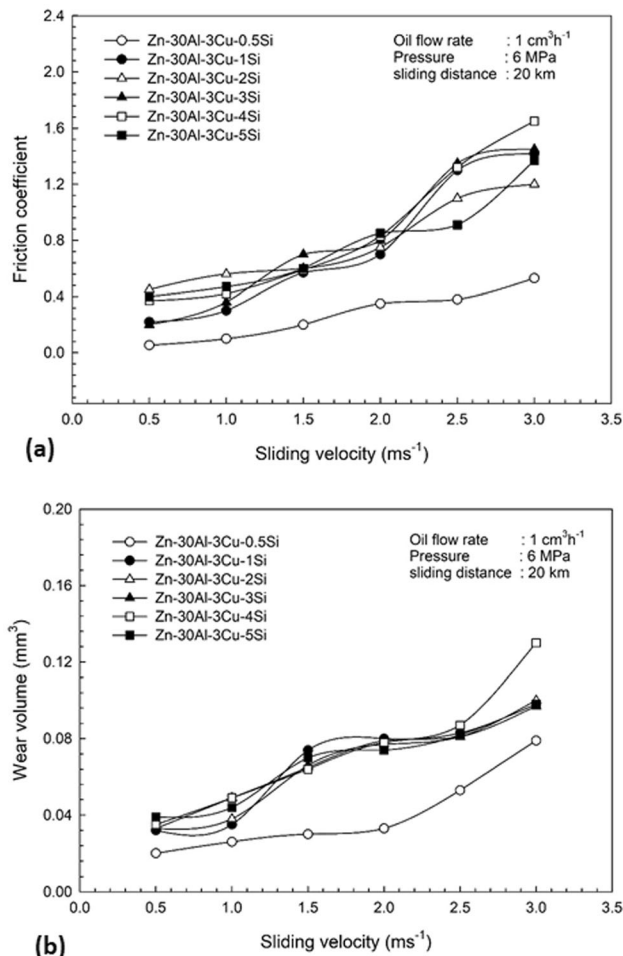 2.4
2.0
1.6
1.2
0.8
0.4
0.0
Friction coefficient
Zn-30Al-3Cu-0.5Si
Zn-30Al-3Cu-1Si
Zn-30Al-3Cu-2Si
Zn-30Al-3Cu-3Si
Zn-30Al-3Cu-4Si
Zn-30Al-3Cu-5Si
Oil flow rate : 1 cm³h⁻¹
Pressure : 6 MPa
sliding distance : 20 km
0.0 0.5 1.0 1.5 2.0 2.5 3.0 3.5
(a)
Sliding velocity (ms⁻¹)
0.20
0.16
0.12
0.08
0.04
0.00
Wear volume (mm³)
Zn-30Al-3Cu-0.5Si
Zn-30Al-3Cu-1Si
Zn-30Al-3Cu-2Si
Zn-30Al-3Cu-3Si
Zn-30Al-3Cu-4Si
Zn-30Al-3Cu-5Si
Oil flow rate : 1 cm³h⁻¹
Pressure : 6 MPa
sliding distance : 20 km
0.0 0.5 1.0 1.5 2.0 2.5 3.0 3.5
(b)
Sliding velocity (ms⁻¹)